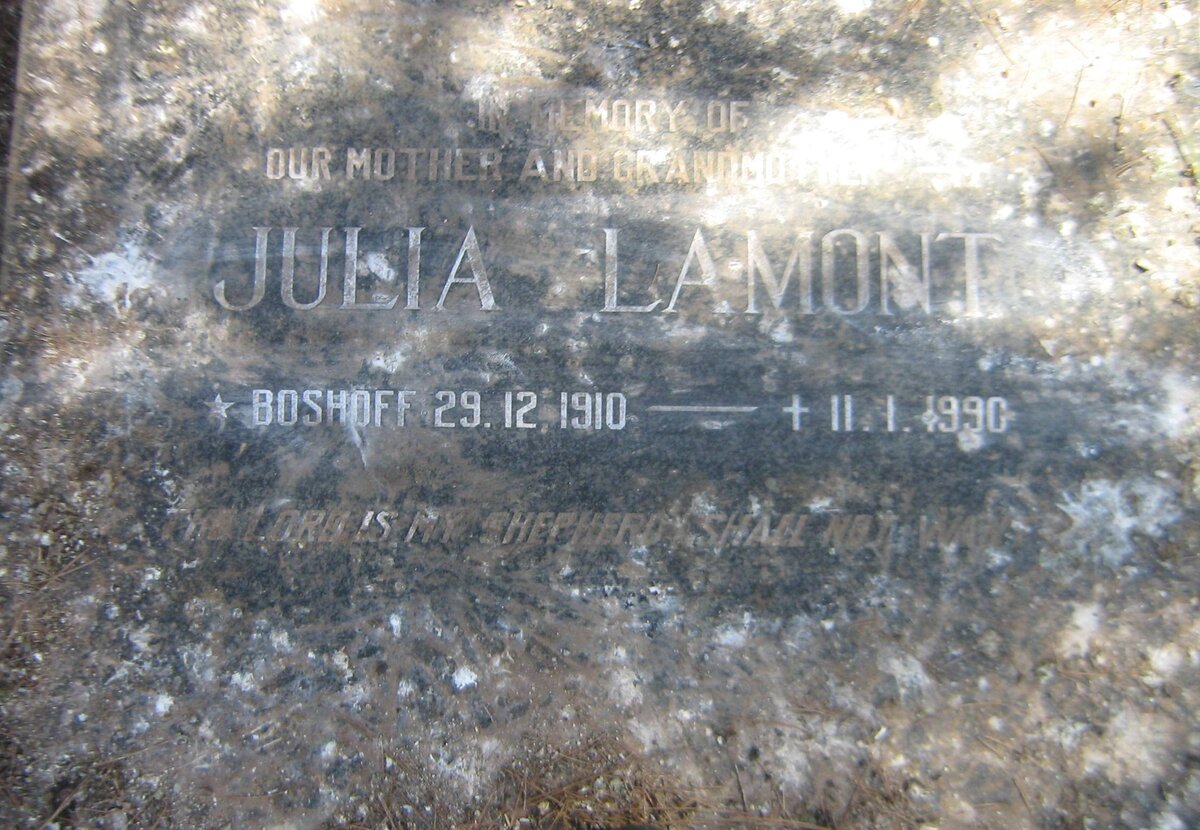 IN MEMORY OF
OUR MOTHER AND GRANDMOTHER
JULIA LAMONT
★ BOSHOFF 29.12.1910 — ✝ 11.1.1990
THE LORD IS MY SHEPHERD I SHALL NOT WANT